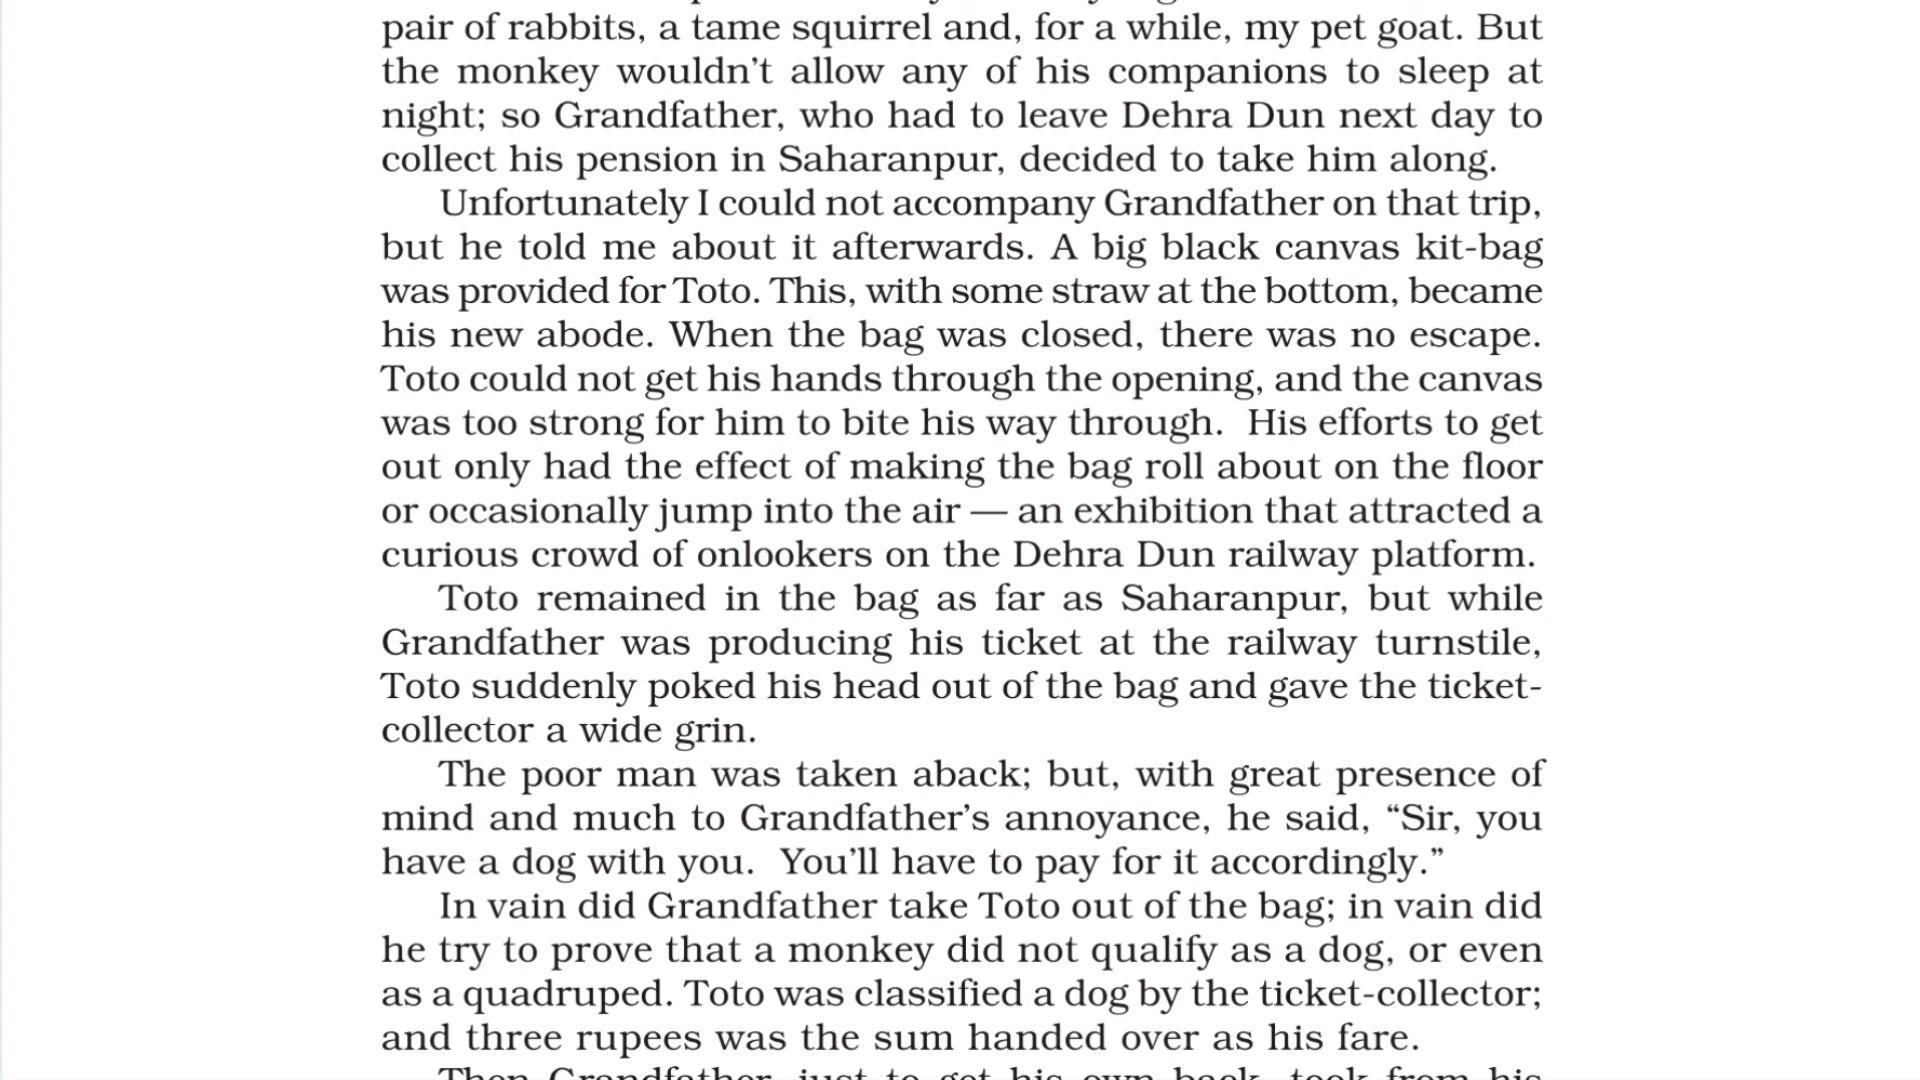 pair of rabbits, a tame squirrel and, for a while, my pet goat. But
the monkey wouldn’t allow any of his companions to sleep at
night; so Grandfather, who had to leave Dehra Dun next day to
collect his pension in Saharanpur, decided to take him along.
Unfortunately I could not accompany Grandfather on that trip,
but he told me about it afterwards. A big black canvas kit-bag
was provided for Toto. This, with some straw at the bottom, became
his new abode. When the bag was closed, there was no escape.
Toto could not get his hands through the opening, and the canvas
was too strong for him to bite his way through.  His efforts to get
out only had the effect of making the bag roll about on the floor
or occasionally jump into the air — an exhibition that attracted a
curious crowd of onlookers on the Dehra Dun railway platform.
Toto remained in the bag as far as Saharanpur, but while
Grandfather was producing his ticket at the railway turnstile,
Toto suddenly poked his head out of the bag and gave the ticket-
collector a wide grin.
The poor man was taken aback; but, with great presence of
mind and much to Grandfather’s annoyance, he said, “Sir, you
have a dog with you.  You’ll have to pay for it accordingly.”
In vain did Grandfather take Toto out of the bag; in vain did
he try to prove that a monkey did not qualify as a dog, or even
as a quadruped. Toto was classified a dog by the ticket-collector;
and three rupees was the sum handed over as his fare.
Then Grandfather, just to get his own back, took from his